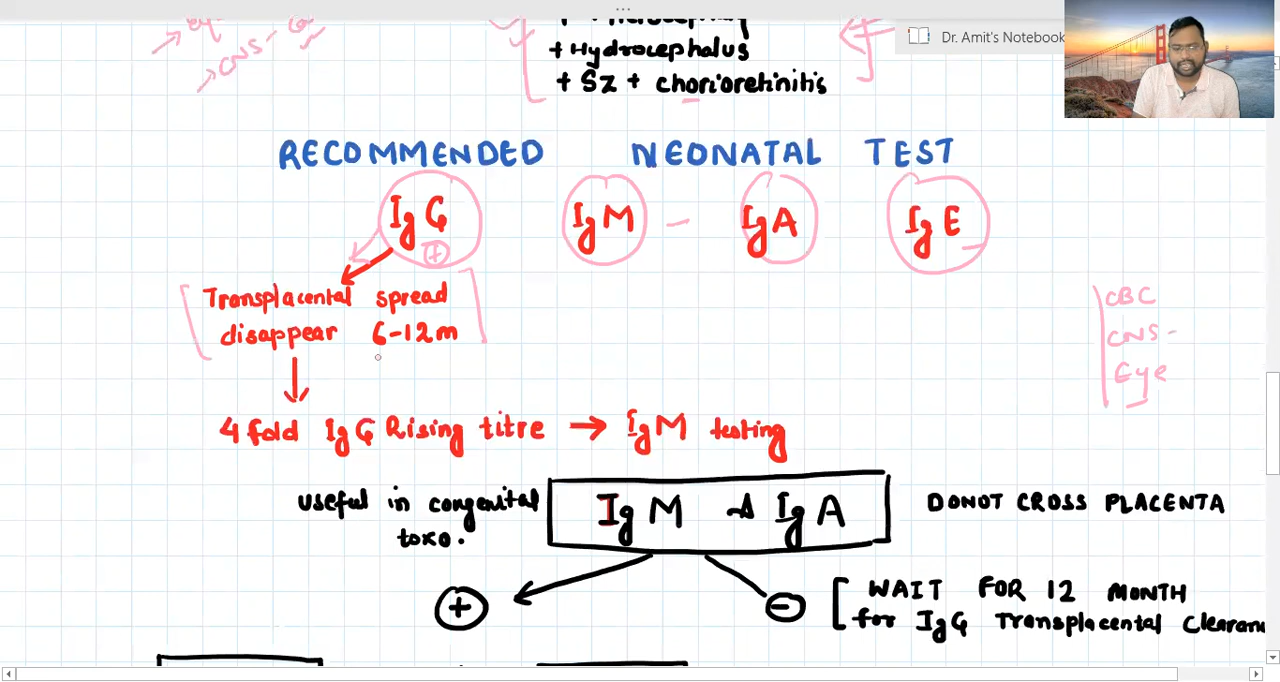 CNS -
+ Hydrocephalus
+ SZ + chorioretinitis
Dr. Amit's Notebook
RECOMMENDED NEONATAL TEST
IgG IgM - IgA IgE
+
Transplacental spread
disappear 6-12m
CBC
CNS -
Eye
4 fold IgG Rising titre → IgM testing
useful in congenital
toxo.
IgM & IgA
DONOT CROSS PLACENTA
+
-
WAIT FOR 12 MONTH
for IgG Transplacental Clearan